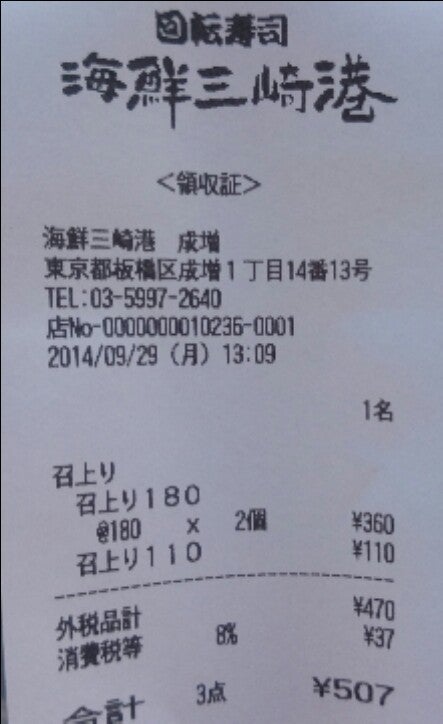 回転寿司
海鮮三崎港
<領収証>
海鮮三崎港 成増
東京都板橋区成増1丁目14番13号
TEL:03-5997-2640
店No-0000000010236-0001
2014/09/29 (月) 13:09
1名
召上り
召上り180
@180 x 2個 ¥360
召上り110 ¥110
外税品計 ¥470
消費税等 8% ¥37
合計 3点 ¥507